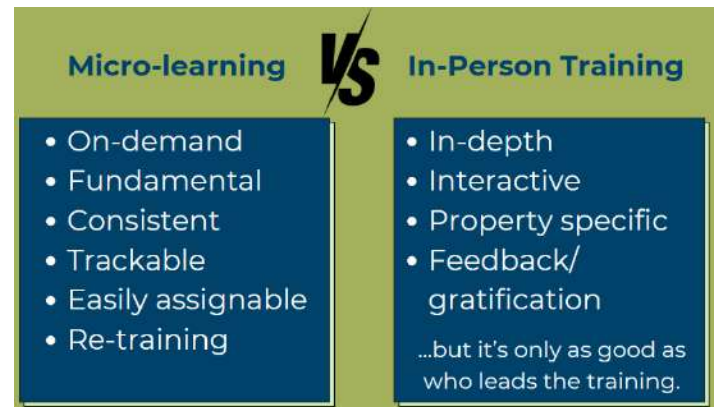 Micro-learning
VS
In-Person Training
• On-demand
• Fundamental
• Consistent
• Trackable
• Easily assignable
• Re-training
• In-depth
• Interactive
• Property specific
• Feedback/
gratification
...but it's only as good as
who leads the training.